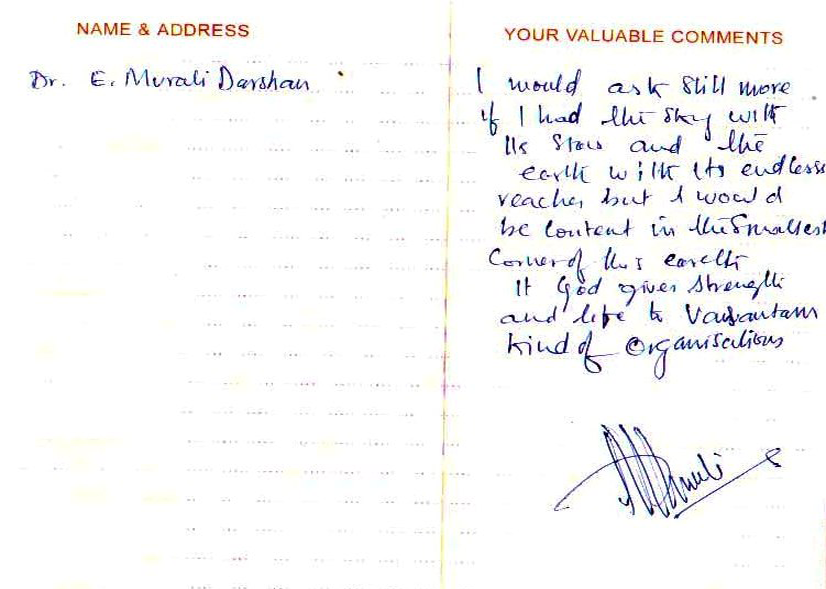 NAME & ADDRESS
Dr. E. Murali Darshan
YOUR VALUABLE COMMENTS
I would ask still more
if I had the sky with
Its Stars and the
earth with Its endless
reaches but I would
be content in the Smallest
Corner of this earth
If God gives strength
and life to Vasantam
kind of Organisations